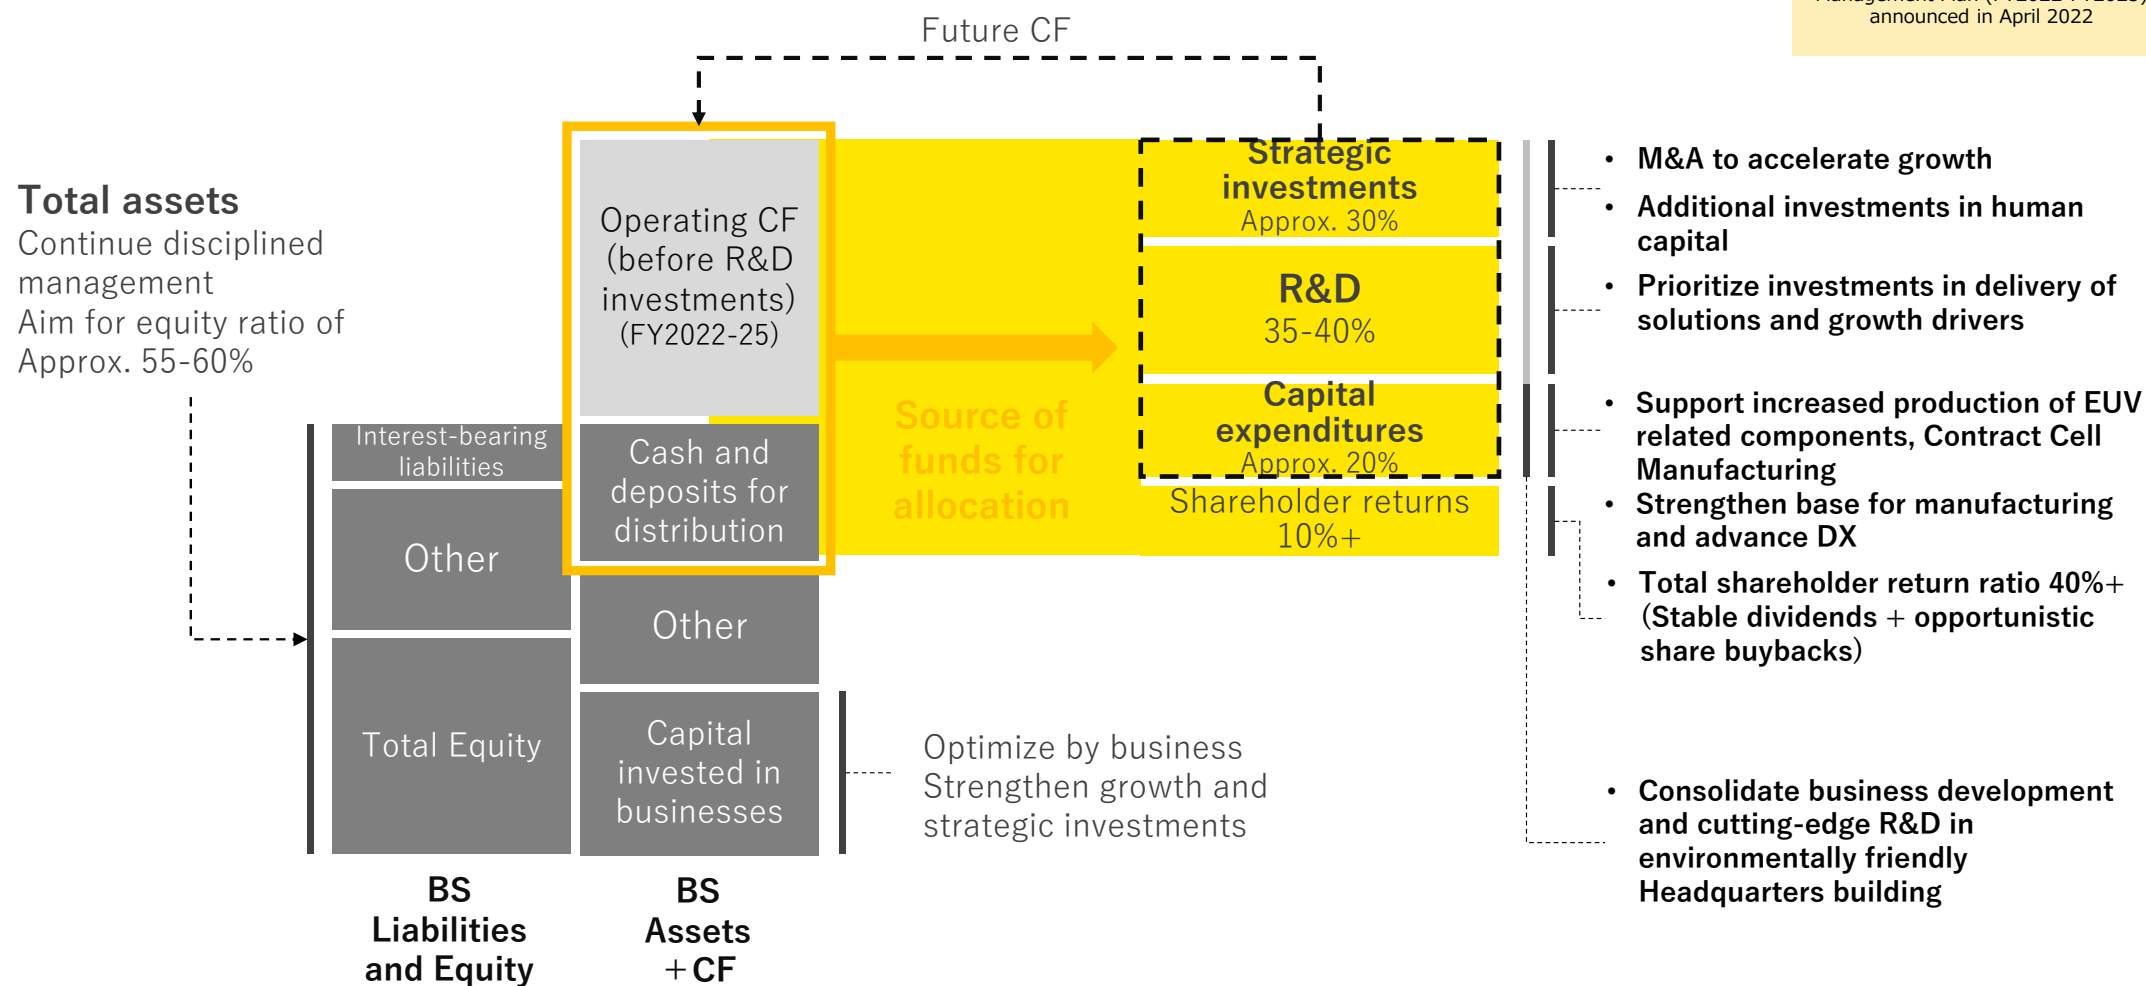 announced in April 2022
Future CF
Total assets
Continue disciplined
management
Aim for equity ratio of
Approx. 55-60%
Operating CF
(before R&D
investments)
(FY2022-25)
Interest-bearing
liabilities
Cash and
deposits for
distribution
Other
Other
Total Equity
Capital
invested in
businesses
BS
Liabilities
and Equity
BS
Assets
+CF
Source of
funds for
allocation
Strategic
investments
Approx. 30%
R&D
35-40%
Capital
expenditures
Approx. 20%
Shareholder returns
10%+
Optimize by business
Strengthen growth and
strategic investments
• M&A to accelerate growth
• Additional investments in human
capital
• Prioritize investments in delivery of
solutions and growth drivers
• Support increased production of EUV
related components, Contract Cell
Manufacturing
• Strengthen base for manufacturing
and advance DX
• Total shareholder return ratio 40%+
(Stable dividends + opportunistic
share buybacks)
• Consolidate business development
and cutting-edge R&D in
environmentally friendly
Headquarters building